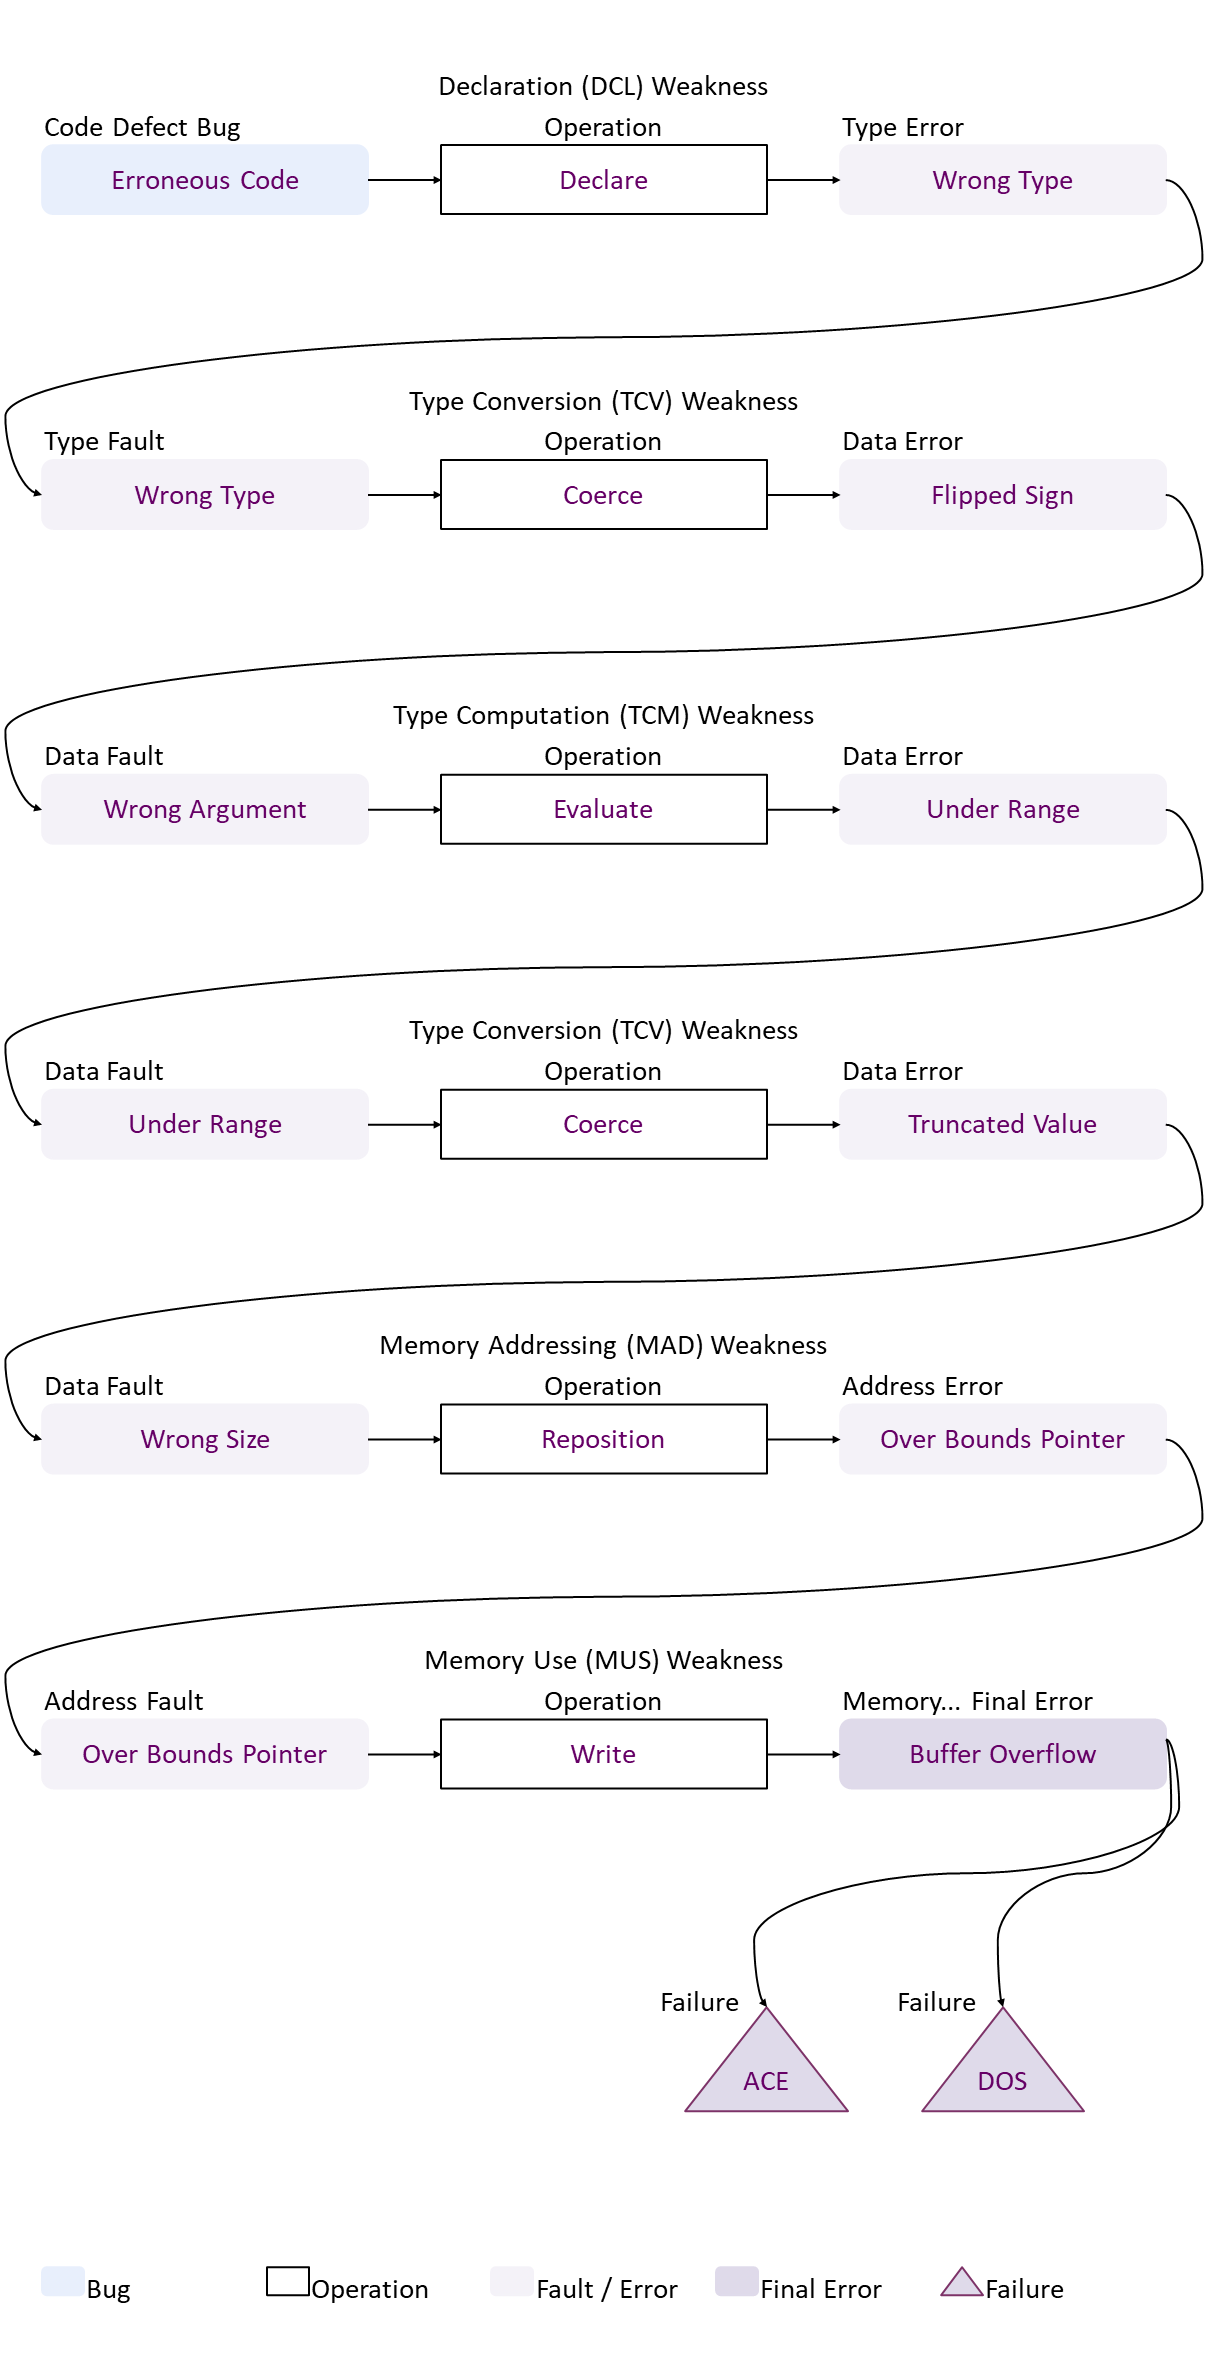 Declaration (DCL) Weakness
Code Defect Bug Operation Type Error
Erroneous Code Declare Wrong Type
Type Conversion (TCV) Weakness
Type Fault Operation Data Error
Wrong Type Coerce Flipped Sign
Type Computation (TCM) Weakness
Data Fault Operation Data Error
Wrong Argument Evaluate Under Range
Type Conversion (TCV) Weakness
Data Fault Operation Data Error
Under Range Coerce Truncated Value
Memory Addressing (MAD) Weakness
Data Fault Operation Address Error
Wrong Size Reposition Over Bounds Pointer
Memory Use (MUS) Weakness
Address Fault Operation Memory... Final Error
Over Bounds Pointer Write Buffer Overflow
Failure Failure
ACE DOS
Bug Operation Fault / Error Final Error Failure